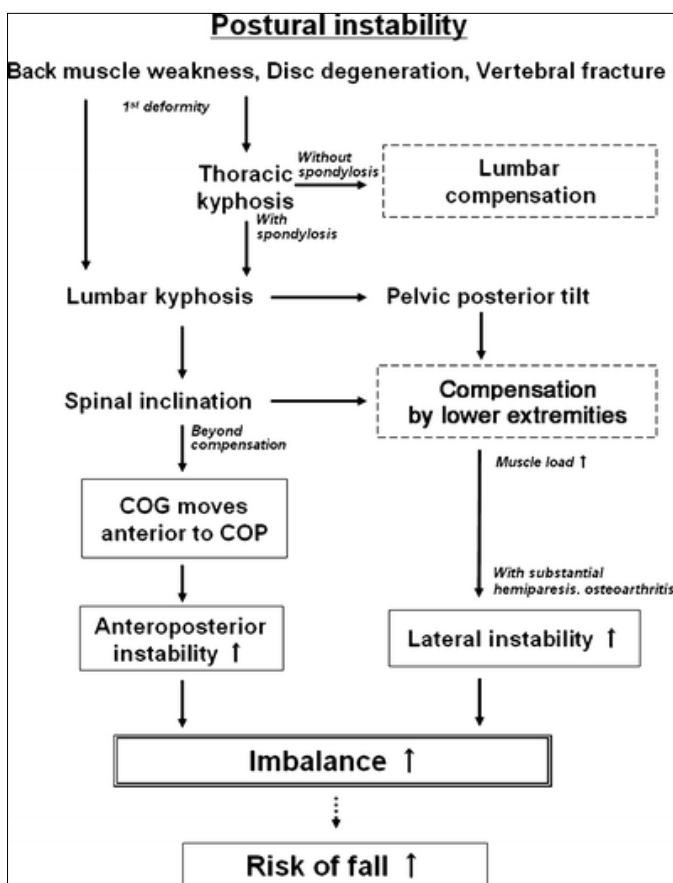 Postural instability
Back muscle weakness, Disc degeneration, Vertebral fracture
1st deformity
Without
spondylosis
Thoracic
kyphosis
Lumbar
compensation
With
spondylosis
Lumbar kyphosis
Pelvic posterior tilt
Spinal inclination
Compensation
by lower extremities
Beyond
compensation
Muscle load ↑
COG moves
anterior to COP
With substantial
hemiparesis. osteoarthritis
Anteroposterior
instability ↑
Lateral instability ↑
Imbalance ↑
Risk of fall ↑